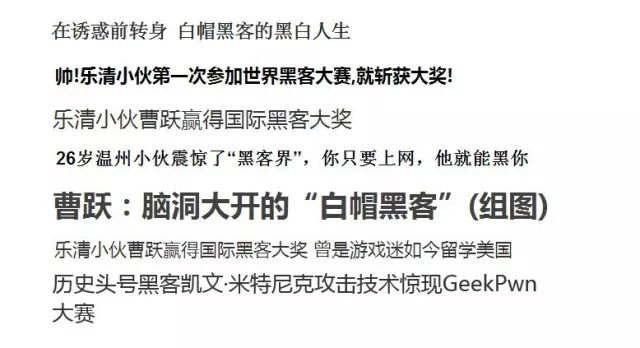 在诱惑前转身 白帽黑客的黑白人生
帅!乐清小伙第一次参加世界黑客大赛,就斩获大奖!
乐清小伙曹跃赢得国际黑客大奖
26岁温州小伙震惊了“黑客界”，你只要上网，他就能黑你
曹跃：脑洞大开的“白帽黑客”(组图)
乐清小伙曹跃赢得国际黑客大奖 曾是游戏迷如今留学美国
历史头号黑客凯文·米特尼克攻击技术惊现GeekPwn
大赛